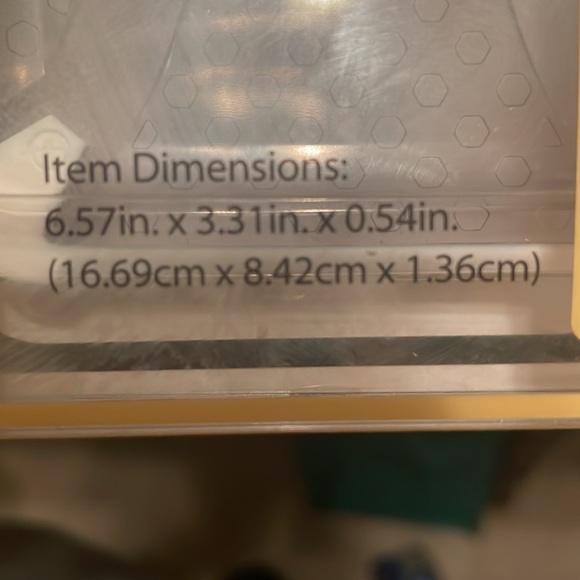 Item Dimensions:
6.57in. x 3.31in. x 0.54in.
(16.69cm x 8.42cm x 1.36cm)